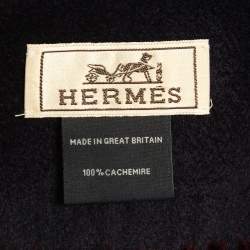 HERMÈS
MADE IN GREAT BRITAIN
100% CACHEMIRE